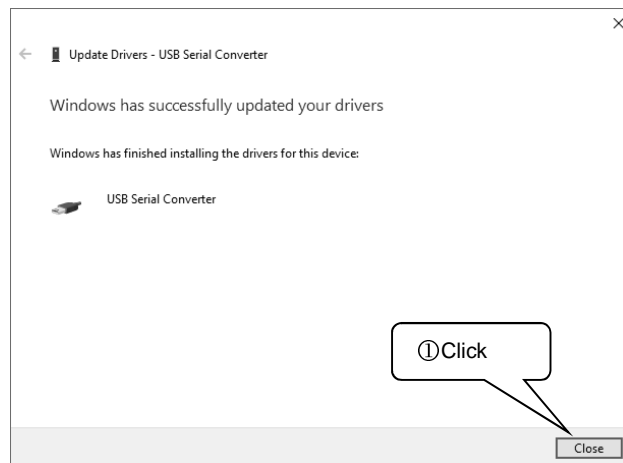 Update Drivers - USB Serial Converter
Windows has successfully updated your drivers
Windows has finished installing the drivers for this device:
USB Serial Converter
①Click
Close